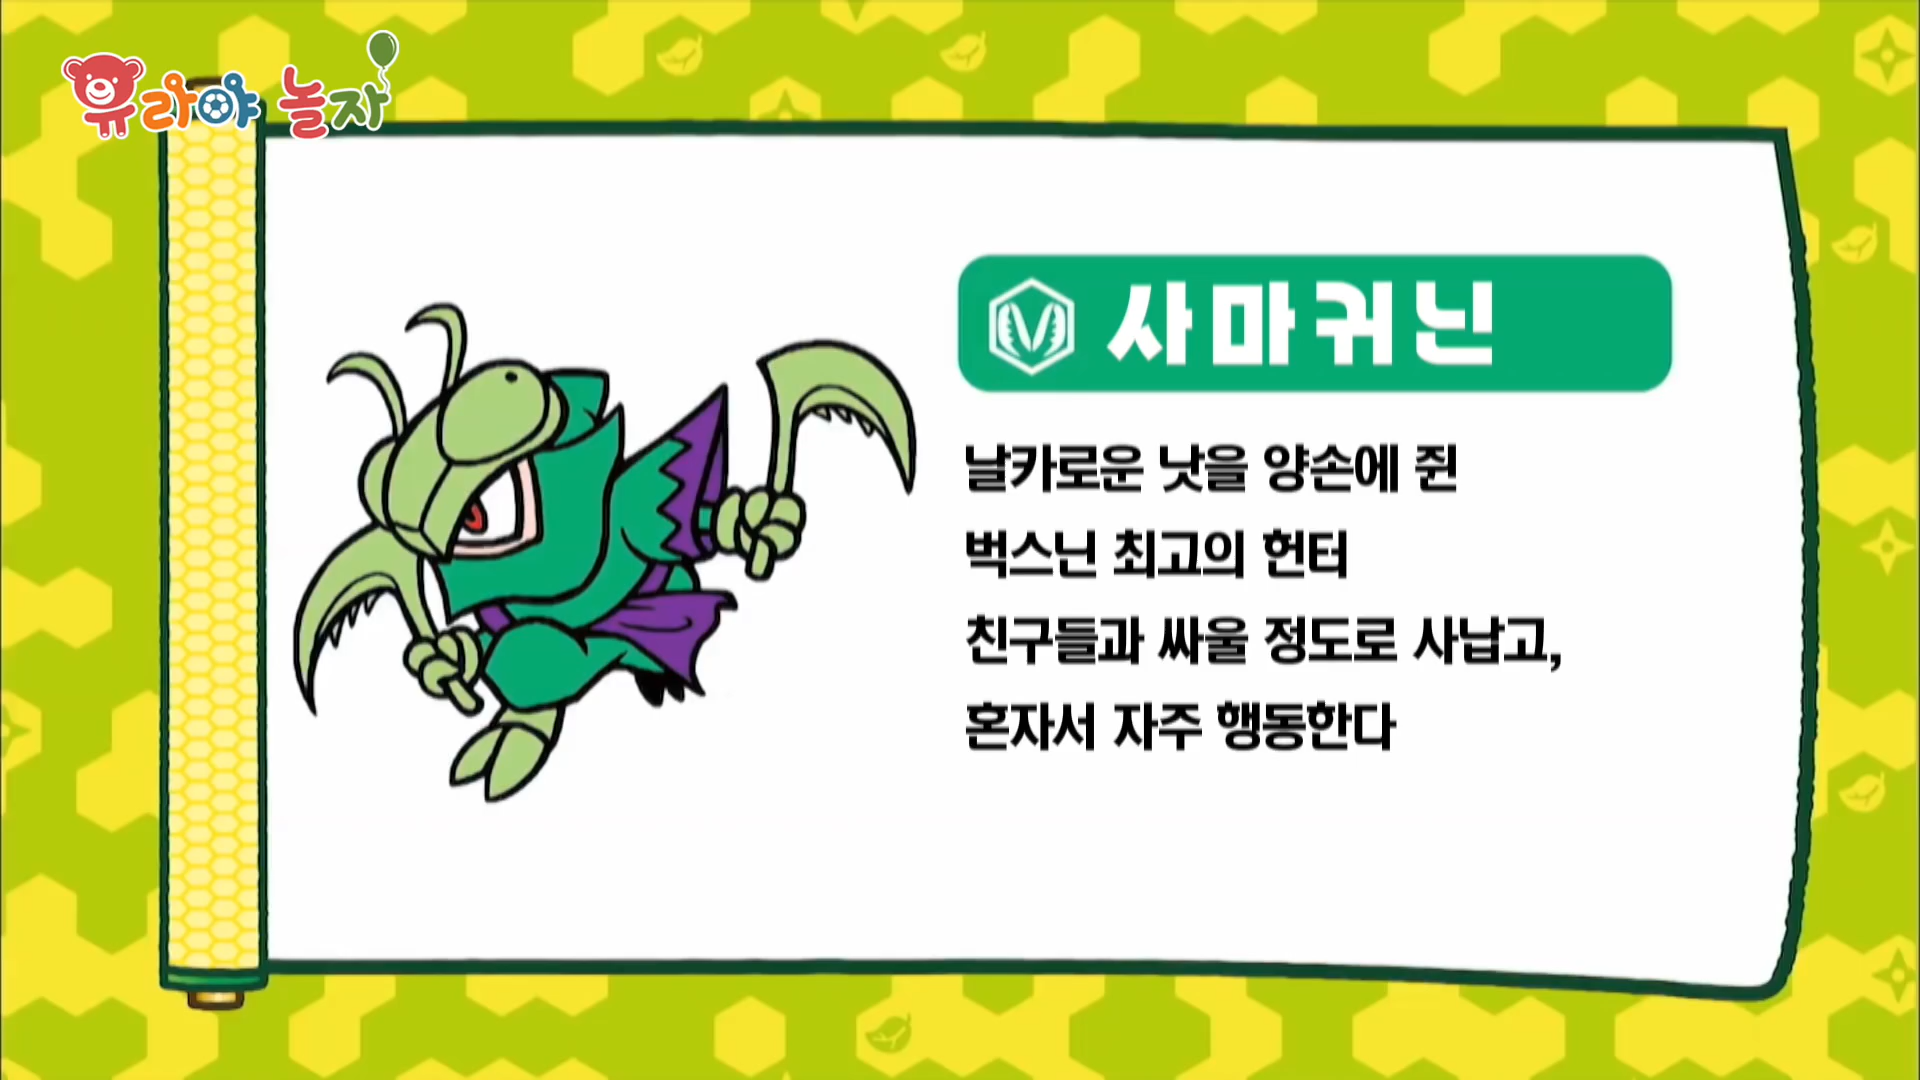 유라야 놀자
사마귀닌
날카로운 낫을 양손에 쥔
벅스닌 최고의 헌터
친구들과 싸울 정도로 사납고,
혼자서 자주 행동한다